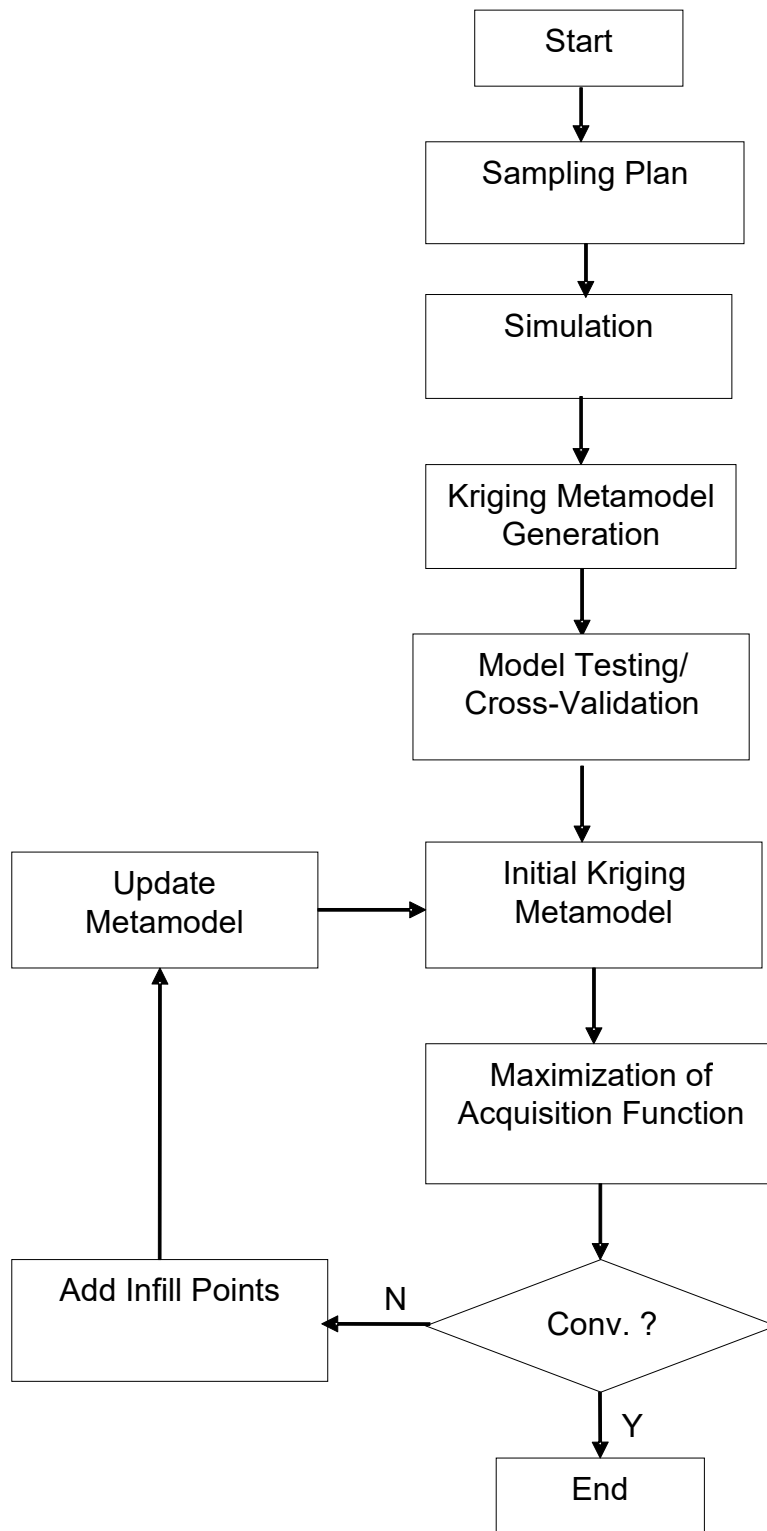 Start
Sampling Plan
Simulation
Kriging Metamodel
Generation
Model Testing/
Cross-Validation
Update
Metamodel
Initial Kriging
Metamodel
Maximization of
Acquisition Function
Add Infill Points
N
Conv. ?
Y
End